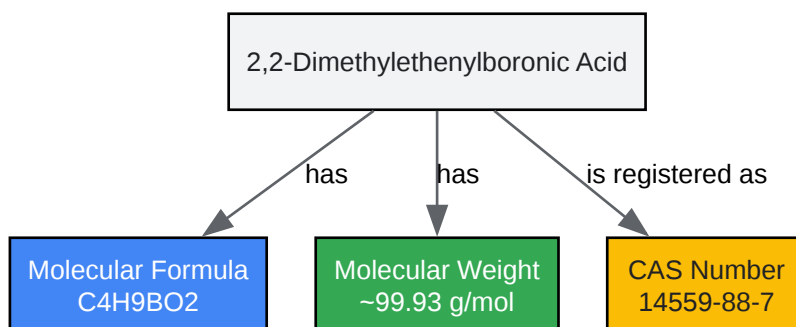 2,2-Dimethylethenylboronic Acid
has
has
is registered as
Molecular Formula
C4H9BO2
Molecular Weight
~99.93 g/mol
CAS Number
14559-88-7